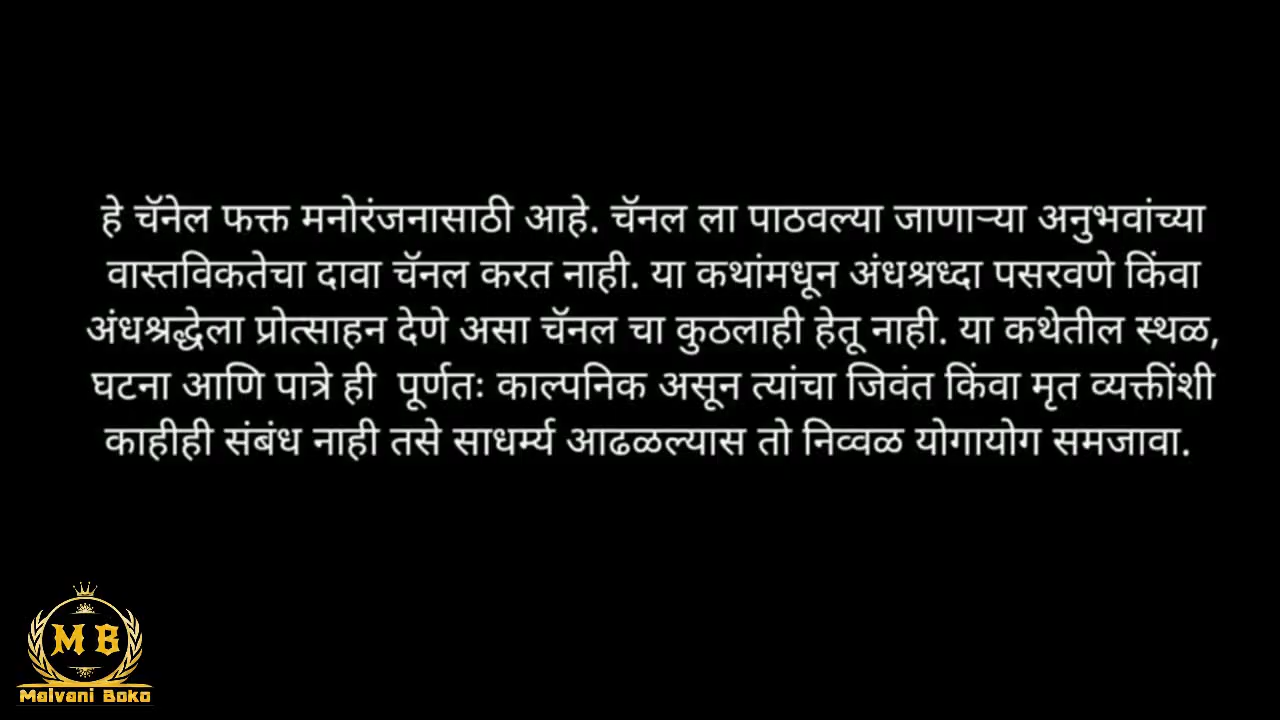 हे चॅनेल फक्त मनोरंजनासाठी आहे. चॅनल ला पाठवल्या जाणाऱ्या अनुभवांच्या
वास्तविकतेचा दावा चॅनल करत नाही. या कथांमधून अंधश्रध्दा पसरवणे किंवा
अंधश्रद्धेला प्रोत्साहन देणे असा चॅनल चा कुठलाही हेतू नाही. या कथेतील स्थळ,
घटना आणि पात्रे ही  पूर्णतः काल्पनिक असून त्यांचा जिवंत किंवा मृत व्यक्तींशी
काहीही संबंध नाही तसे साधर्म्य आढळल्यास तो निव्वळ योगायोग समजावा.
M B
Malvani Boko